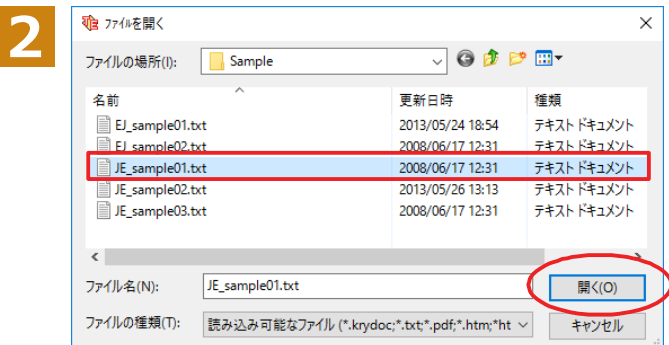 2
ファイルを開く
ファイルの場所(I): Sample
名前 更新日時 種類
EJ_sample01.txt 2013/05/24 18:54 テキスト ドキュメント
EJ_sample02.txt 2008/06/17 12:31 テキスト ドキュメント
JE_sample01.txt 2008/06/17 12:31 テキスト ドキュメント
JE_sample02.txt 2013/05/26 13:13 テキスト ドキュメント
JE_sample03.txt 2008/06/17 12:31 テキスト ドキュメント
ファイル名(N): JE_sample01.txt 開く(O)
ファイルの種類(T): 読み込み可能なファイル (*.krydoc;*.txt;*.pdf;*.htm;*ht キャンセル